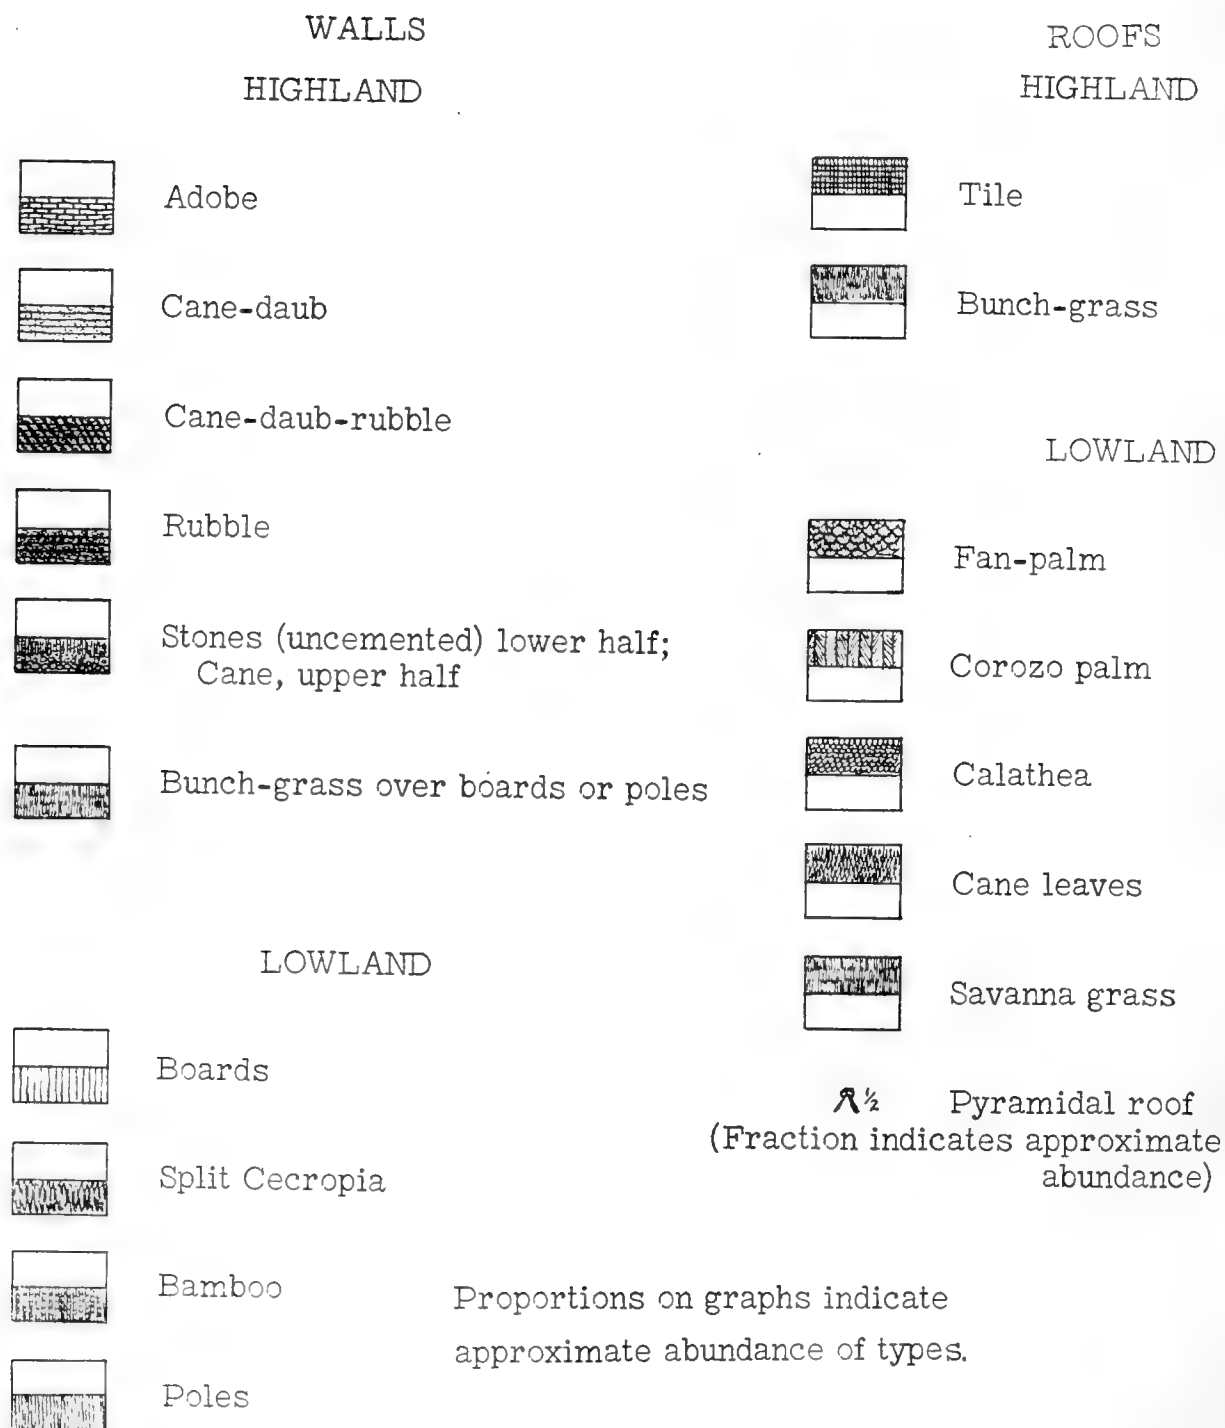 WALLS
HIGHLAND
Adobe
Cane-daub
Cane-daub-rubble
Rubble
Stones (uncemented) lower half;
Cane, upper half
Bunch-grass over boards or poles
LOWLAND
Boards
Split Cecropia
Bamboo
Poles
ROOFS
HIGHLAND
Tile
Bunch-grass
LOWLAND
Fan-palm
Corozo palm
Calathea
Cane leaves
Savanna grass
½ Pyramidal roof
(Fraction indicates approximate
abundance)
Proportions on graphs indicate
approximate abundance of types.